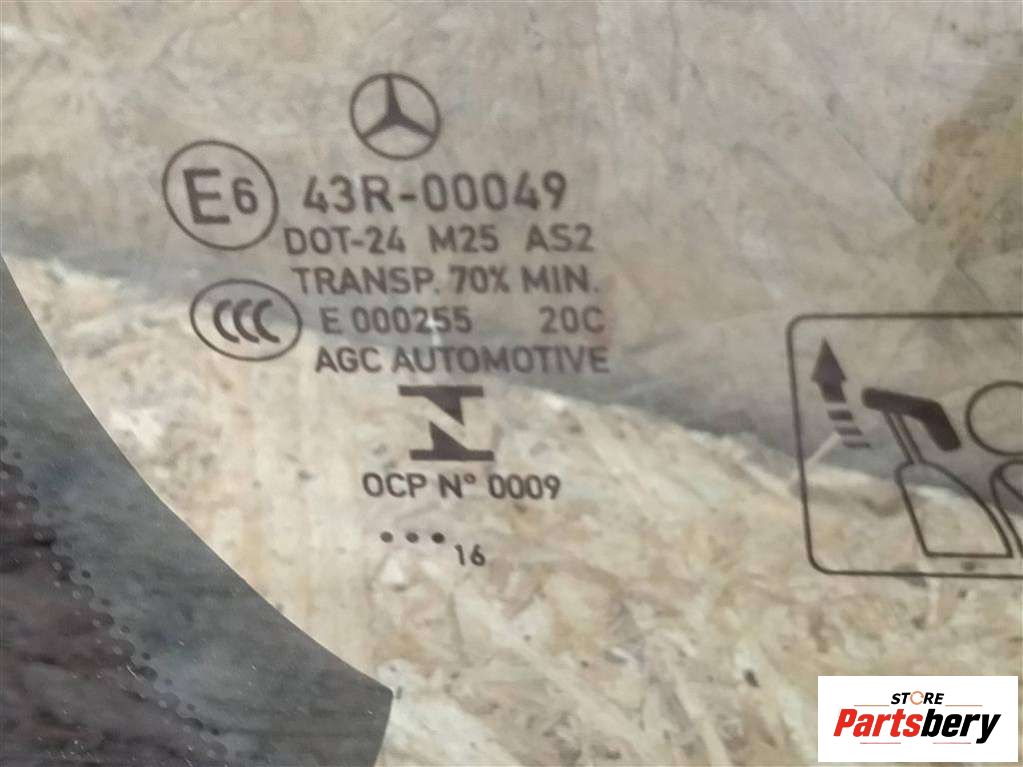 E6 43R-00049
DOT-24 M25 AS2
TRANSP. 70% MIN.
CCC E 000255 20C
AGC AUTOMOTIVE
OCP N° 0009
••• 16
STORE
Partsbery